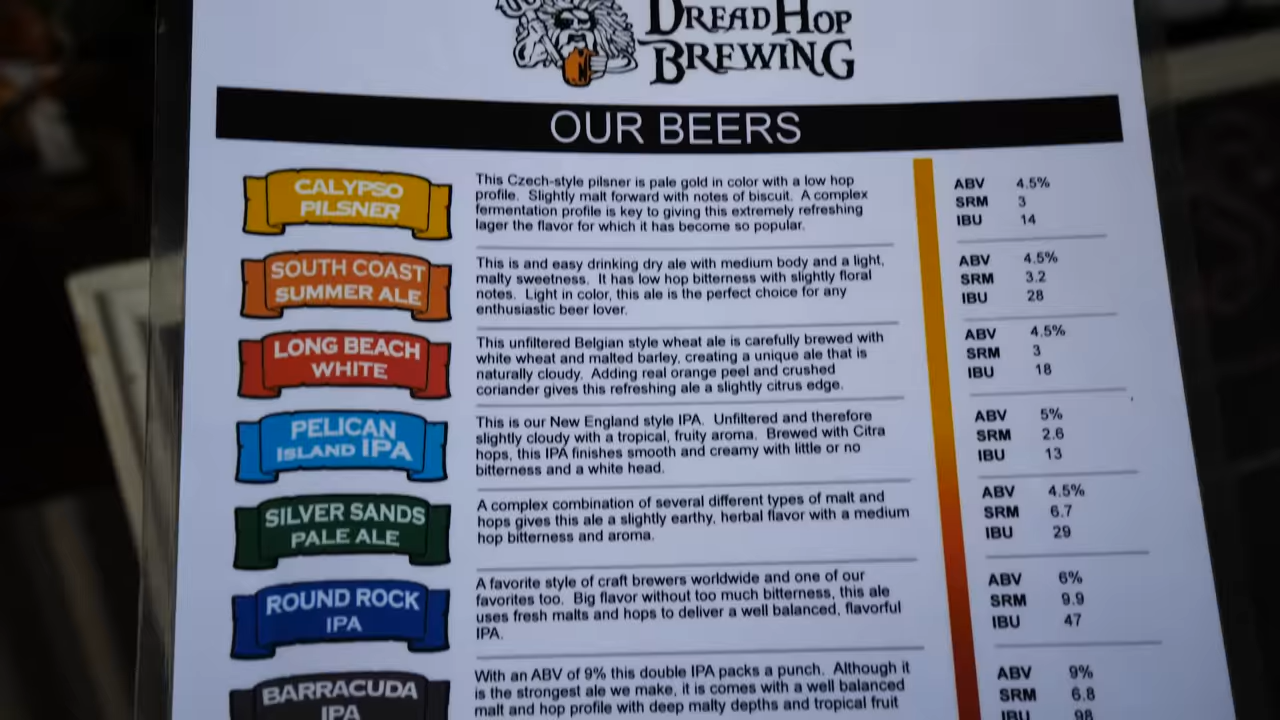 DREAD HOP
BREWING
OUR BEERS
CALYPSO
PILSNER
This Czech-style pilsner is pale gold in color with a low hop
profile. Slightly malt forward with notes of biscuit. A complex
fermentation profile is key to giving this extremely refreshing
lager the flavor for which it has become so popular.
ABV 4.5%
SRM 3
IBU 14
SOUTH COAST
SUMMER ALE
This is and easy drinking dry ale with medium body and a light,
malty sweetness. It has low hop bitterness with slightly floral
notes. Light in color, this ale is the perfect choice for any
enthusiastic beer lover.
ABV 4.5%
SRM 3.2
IBU 28
LONG BEACH
WHITE
This unfiltered Belgian style wheat ale is carefully brewed with
white wheat and malted barley, creating a unique ale that is
naturally cloudy. Adding real orange peel and crushed
coriander gives this refreshing ale a slightly citrus edge.
ABV 4.5%
SRM 3
IBU 18
PELICAN
ISLAND IPA
This is our New England style IPA. Unfiltered and therefore
slightly cloudy with a tropical, fruity aroma. Brewed with Citra
hops, this IPA finishes smooth and creamy with little or no
bitterness and a white head.
ABV 5%
SRM 2.6
IBU 13
SILVER SANDS
PALE ALE
A complex combination of several different types of malt and
hops gives this ale a slightly earthy, herbal flavor with a medium
hop bitterness and aroma.
ABV 4.5%
SRM 6.7
IBU 29
ROUND ROCK
IPA
A favorite style of craft brewers worldwide and one of our
favorites too. Big flavor without too much bitterness, this ale
uses fresh malts and hops to deliver a well balanced, flavorful
IPA.
ABV 6%
SRM 9.9
IBU 47
BARRACUDA
IPA
With an ABV of 9% this double IPA packs a punch. Although it
is the strongest ale we make, it is comes with a well balanced
malt and hop profile with deep malty depths and tropical fruit
ABV 9%
SRM 6.8
IBU 98